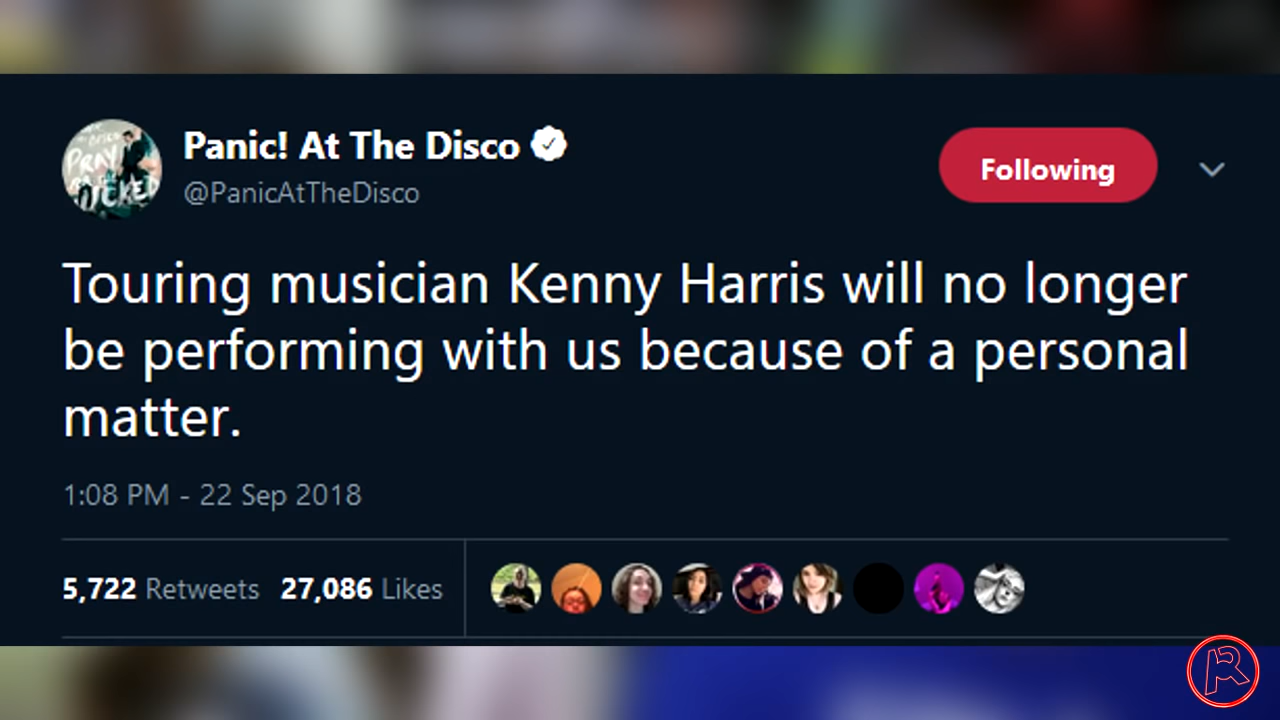 Panic! At The Disco
@PanicAtTheDisco
Following
Touring musician Kenny Harris will no longer
be performing with us because of a personal
matter.
1:08 PM - 22 Sep 2018
5,722 Retweets 27,086 Likes